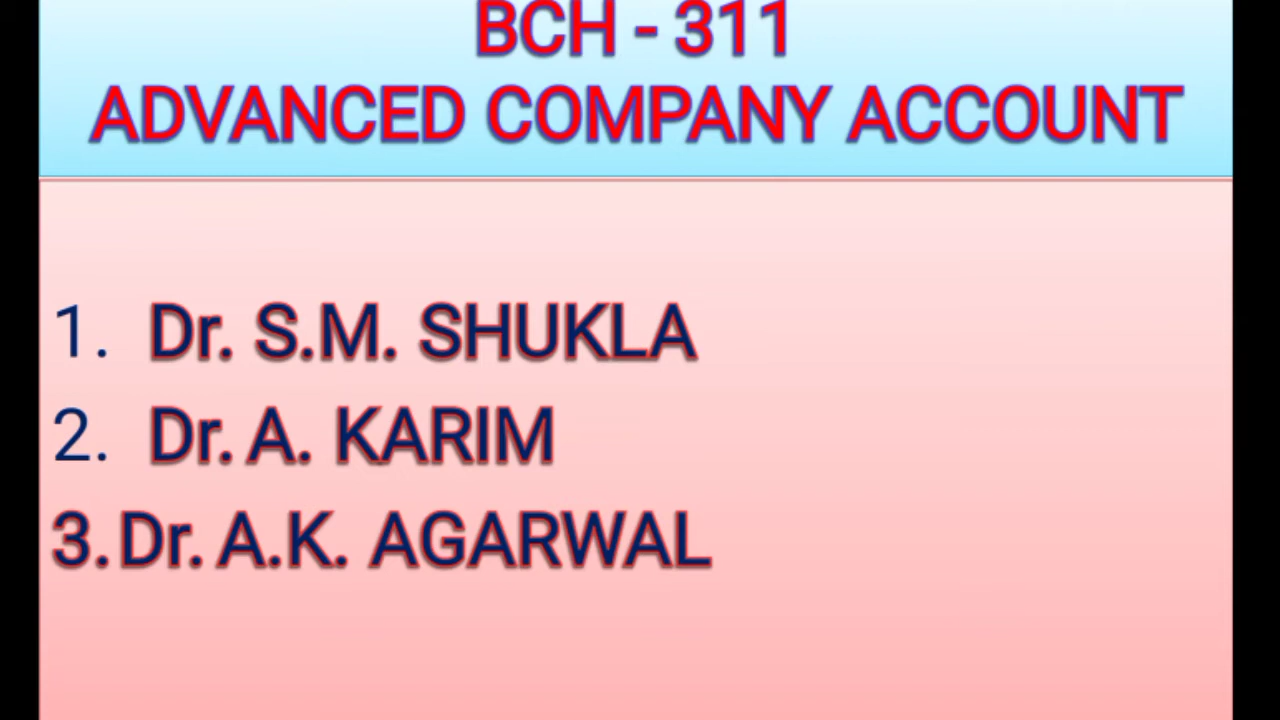 BCH - 311
ADVANCED COMPANY ACCOUNT
1. Dr. S.M. SHUKLA
2. Dr. A. KARIM
3. Dr. A.K. AGARWAL